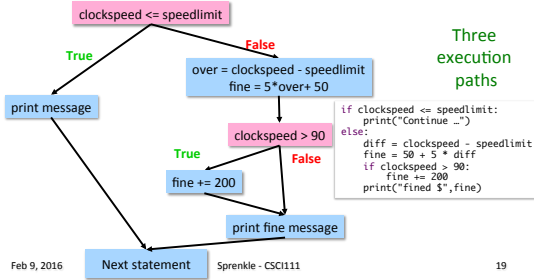 clockspeed <= speedlimit
True
False
Three
execution
paths
over = clockspeed - speedlimit
fine = 5*over+ 50
print message
clockspeed > 90
if clockspeed <= speedlimit:
    print("Continue …")
else:
    diff = clockspeed - speedlimit
    fine = 50 + 5 * diff
    if clockspeed > 90:
        fine += 200
    print("fined $",fine)
True
False
fine += 200
print fine message
Next statement
Feb 9, 2016
Sprenkle - CSCI111
19